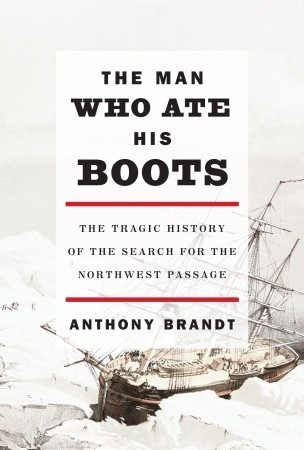 THE MAN
WHO ATE
HIS
BOOTS
THE TRAGIC HISTORY
OF THE SEARCH FOR THE
NORTHWEST PASSAGE
ANTHONY BRANDT